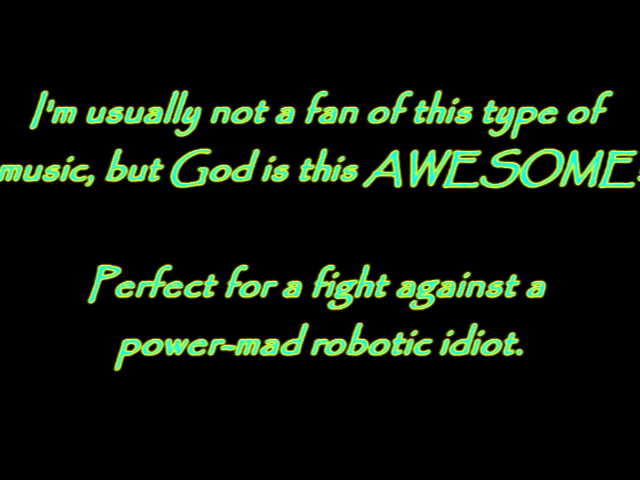 I'm usually not a fan of this type of
music, but God is this AWESOME!
Perfect for a fight against a
power-mad robotic idiot.